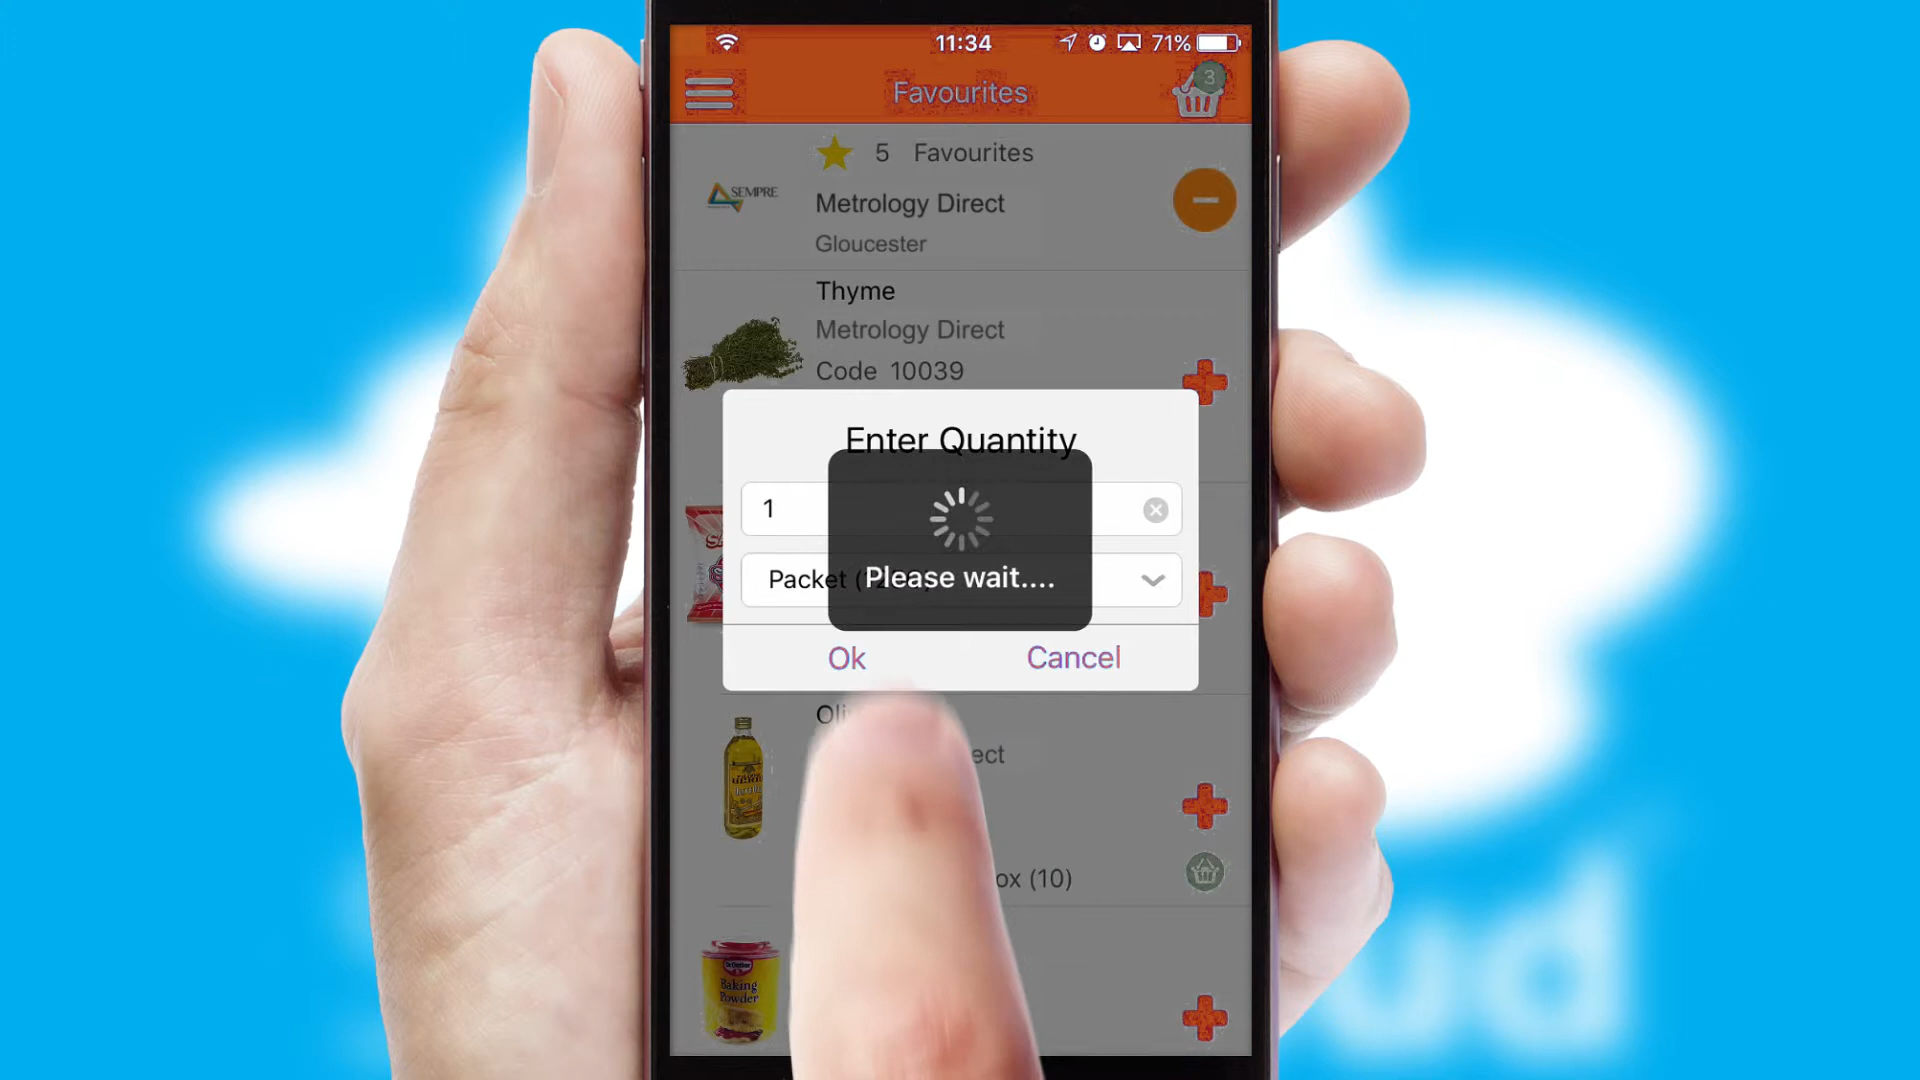 11:34
71%
Favourites
3
5 Favourites
SEMPRE
Metrology Direct
Gloucester
Thyme
Metrology Direct
Code 10039
Enter Quantity
1
Packet
Please wait....
Ok
Cancel
ect
ox (10)
Baking
Powder
ud